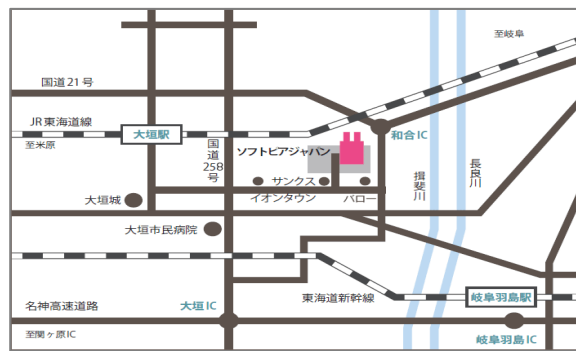 至岐阜
国道21号
JR東海道線
大垣駅
和合IC
至米原
国道258号
ソフトピアジャパン
長良川
揖斐川
サンクス
イオンタウン
バロー
大垣城
大垣市民病院
東海道新幹線
岐阜羽島駅
名神高速道路
大垣IC
至関ヶ原IC
岐阜羽島IC